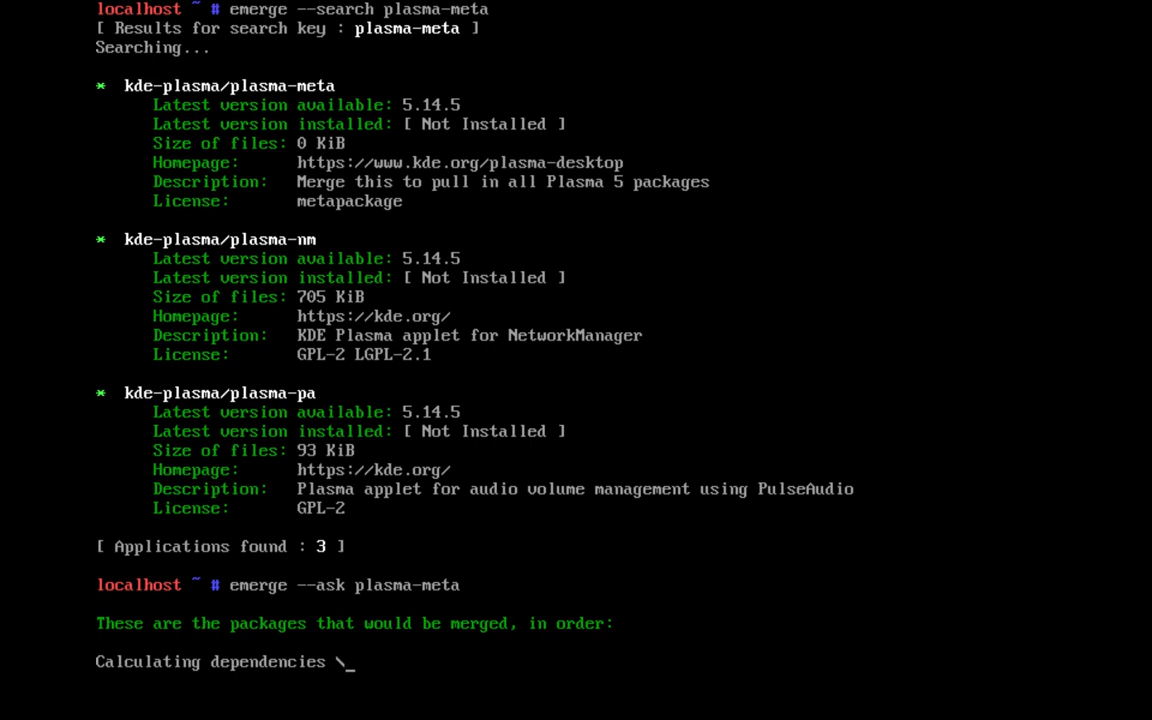 localhost ~ # emerge --search plasma-meta
[ Results for search key : plasma-meta ]
Searching...
* kde-plasma/plasma-meta
Latest version available: 5.14.5
Latest version installed: [ Not Installed ]
Size of files: 0 KiB
Homepage: https://www.kde.org/plasma-desktop
Description: Merge this to pull in all Plasma 5 packages
License: metapackage
* kde-plasma/plasma-nm
Latest version available: 5.14.5
Latest version installed: [ Not Installed ]
Size of files: 705 KiB
Homepage: https://kde.org/
Description: KDE Plasma applet for NetworkManager
License: GPL-2 LGPL-2.1
* kde-plasma/plasma-pa
Latest version available: 5.14.5
Latest version installed: [ Not Installed ]
Size of files: 93 KiB
Homepage: https://kde.org/
Description: Plasma applet for audio volume management using PulseAudio
License: GPL-2
[ Applications found : 3 ]
localhost ~ # emerge --ask plasma-meta
These are the packages that would be merged, in order:
Calculating dependencies \_